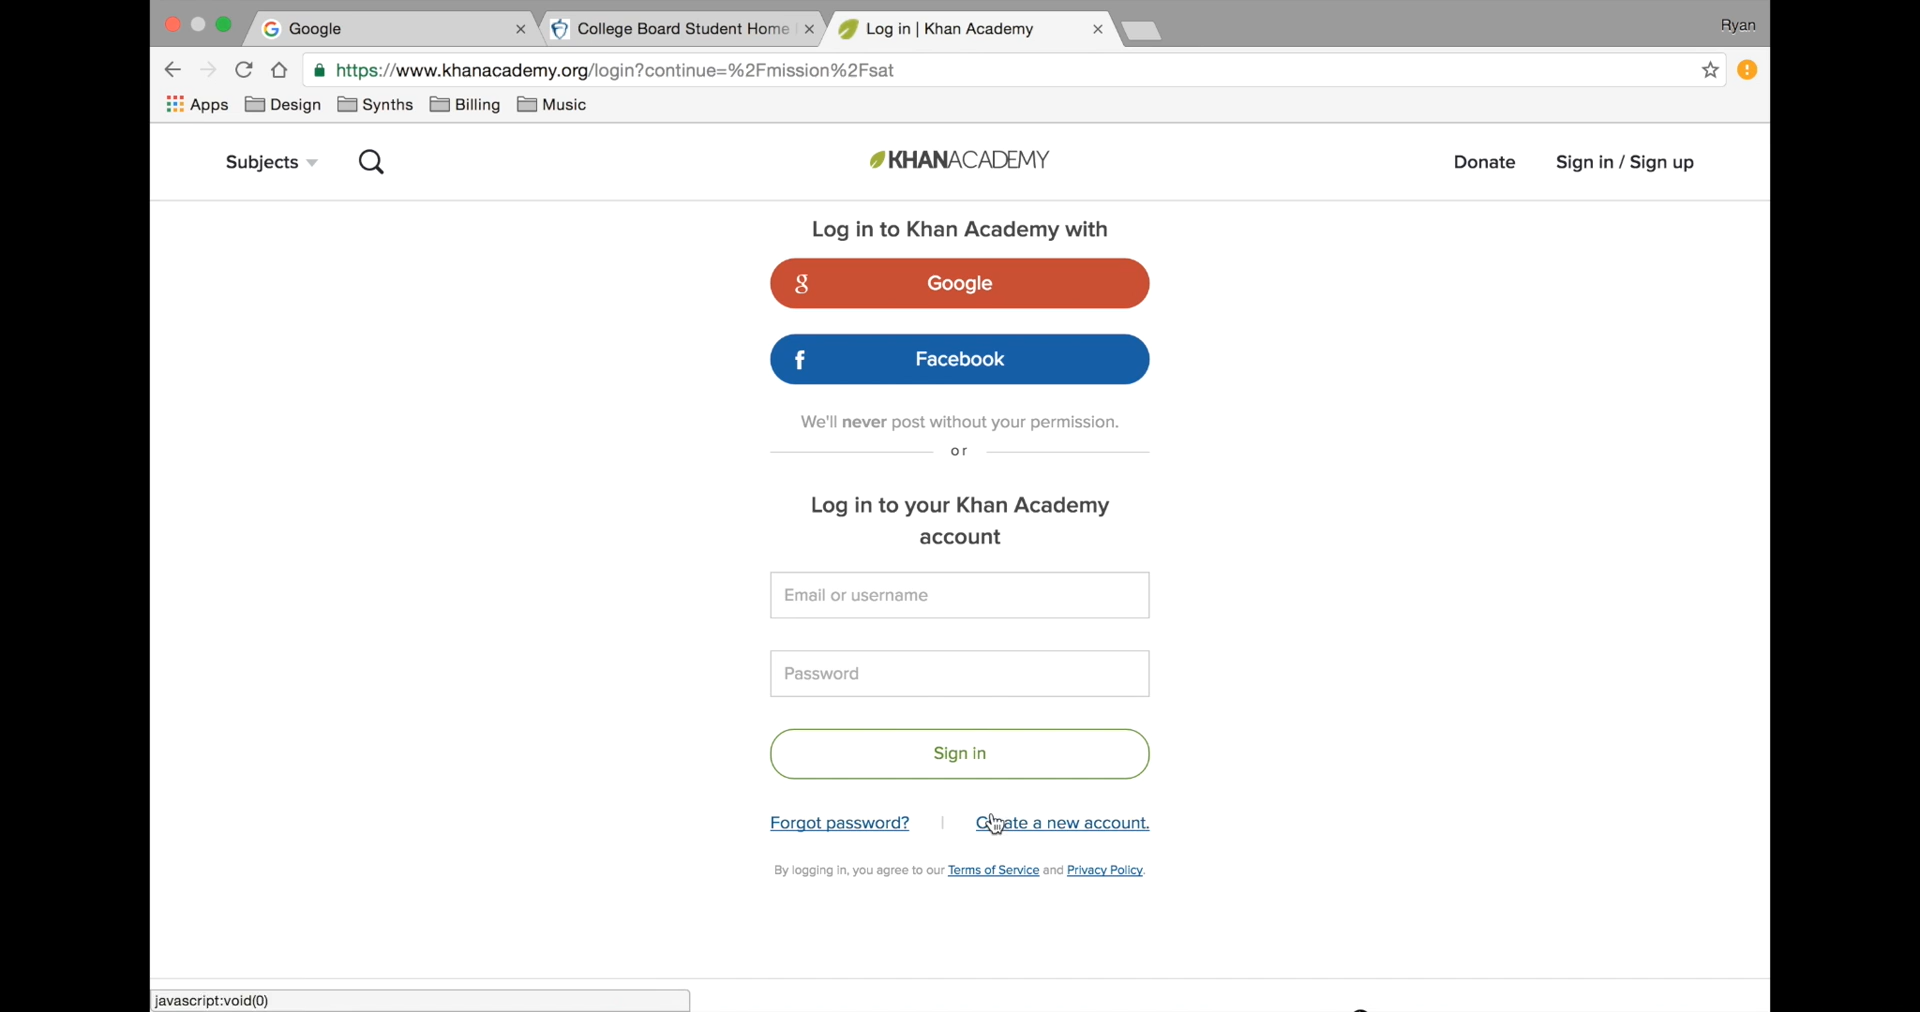 Google
College Board Student Home
Log in | Khan Academy
Ryan
https://www.khanacademy.org/login?continue=%2Fmission%2Fsat
Apps
Design
Synths
Billing
Music
Subjects
KHANACADEMY
Donate
Sign in / Sign up
Log in to Khan Academy with
g
Google
f
Facebook
We'll never post without your permission.
or
Log in to your Khan Academy
account
Email or username
Password
Sign in
Forgot password?
Create a new account.
By logging in, you agree to our Terms of Service and Privacy Policy.
javascript:void(0)